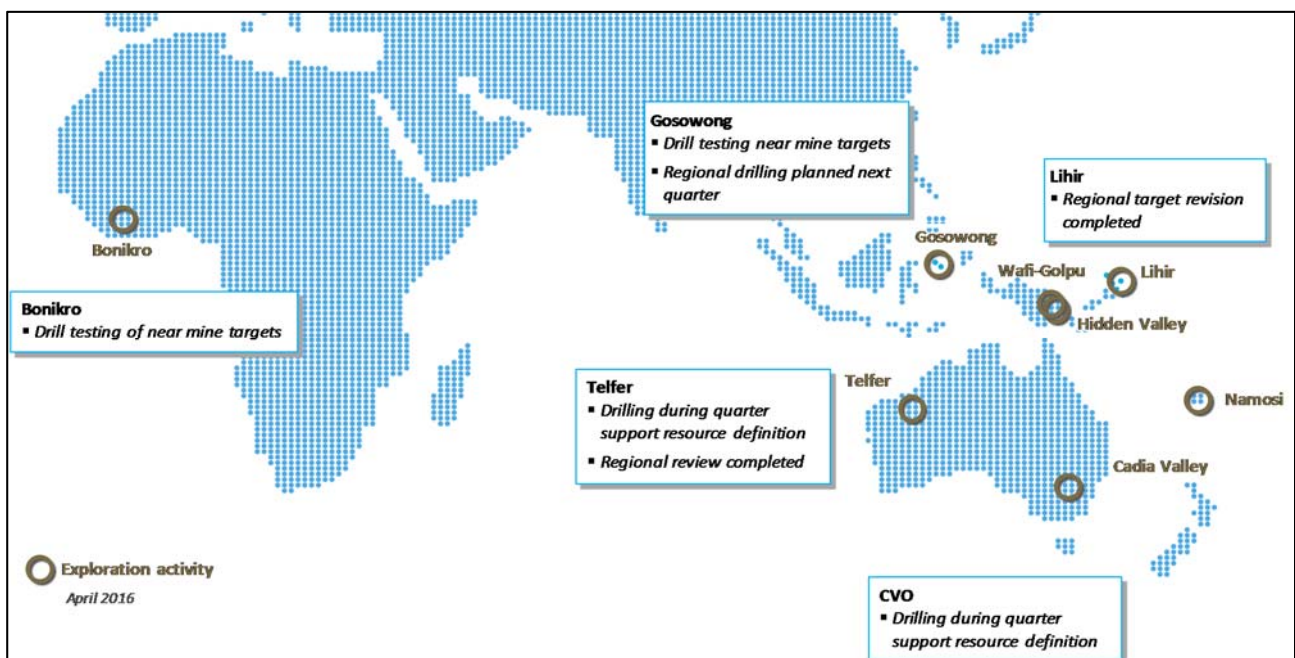 Gosowong
▪ Drill testing near mine targets
▪ Regional drilling planned next
quarter
Lihir
▪ Regional target revision
completed
Gosowong
Wafi-Golpu
Lihir
Hidden Valley
Bonikro
Bonikro
▪ Drill testing of near mine targets
Telfer
▪ Drilling during quarter
support resource definition
▪ Regional review completed
Telfer
Namosi
Cadia Valley
Exploration activity
April 2016
CVO
▪ Drilling during quarter
support resource definition